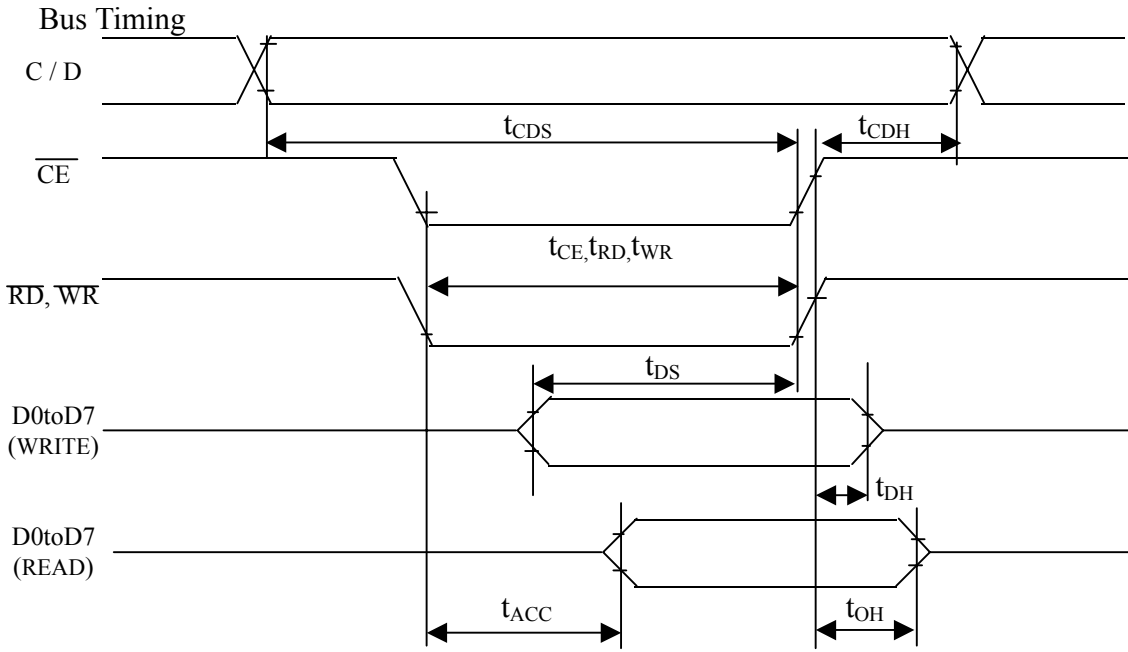 Bus Timing
C / D
tCDS
tCDH
CE
tCE,tRD,tWR
RD, WR
tDS
D0toD7
(WRITE)
tDH
D0toD7
(READ)
tACC
tOH